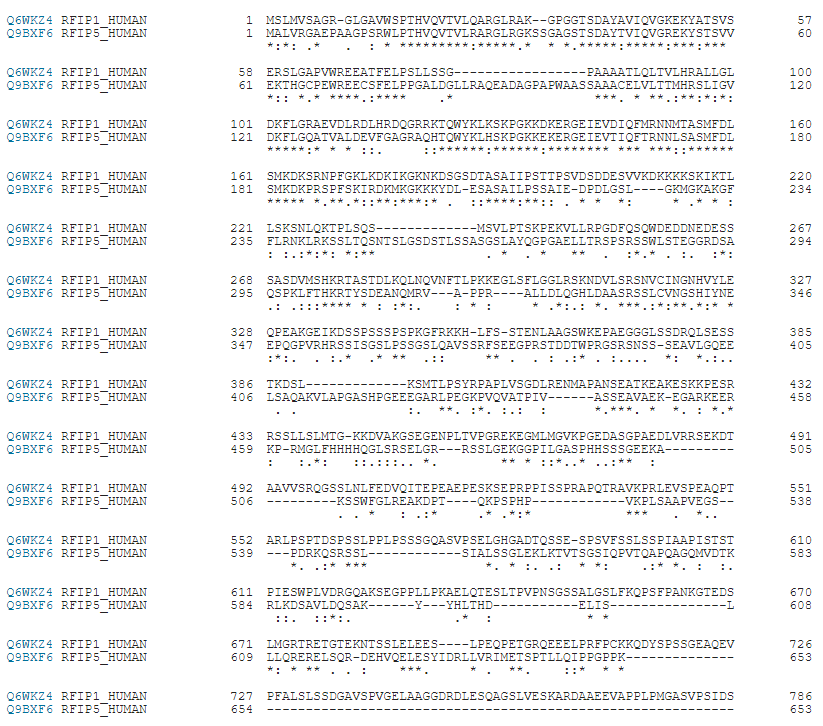 Q6WKZ4 RFIP1_HUMAN 1 MSLMVSAGR-GLGAVWSPTHVQVTVLQARGLRAK--GPGGTSDAYAVIQVGKEKYATSVS 57
Q9BXF6 RFIP5_HUMAN 1 MALVRGAEPAAGPSRWLPTHVQVTVLRARGLRGKSSGAGSTSDAYTVIQVGREKYSTSVV 60
*:*: .* . * *********:*****.* *.*.*****:*****:***:***
Q6WKZ4 RFIP1_HUMAN 58 ERSLGAPVWREEATFELPSLLSSG-----------------PAAAATLQLTVLHRALLGL 100
Q9BXF6 RFIP5_HUMAN 61 EKTHGCPEWREECSFELPPGALDGLLRAQEADAGPAPWAASSAAACELVLTTMHRSLIGV 120
*:: *.* ****.:**** .* ***. * **.:**:*:*:
Q6WKZ4 RFIP1_HUMAN 101 DKFLGRAEVDLRDLHRDQGRRKTQWYKLKSKPGKKDKERGEIEVDIQFMRNNMTASMFDL 160
Q9BXF6 RFIP5_HUMAN 121 DKFLGQATVALDEVFGAGRAQHTQWYKLHSKPGKKEKERGEIEVTIQFTRNNLSASMFDL 180
*****:* * * ::. ::******:******:******** *** ***::******
Q6WKZ4 RFIP1_HUMAN 161 SMKDKSRNPFGKLKDKIKGKNKDSGSDTASAIIPSTTPSVDSDDESVVKDKKKKSKIKTL 220
Q9BXF6 RFIP5_HUMAN 181 SMKDKPRSPFSKIRDKMKGKKKYDL-ESASAILPSSAIE-DPDLGSL----GKMGKAKGF 234
***** *.**.*::**:***:* . ::****:**:: . *.* *: * .* * :
Q6WKZ4 RFIP1_HUMAN 221 LSKSNLQKTPLSQS-------------MSVLPTSKPEKVLLRPGDFQSQWDEDDNEDESS 267
Q9BXF6 RFIP5_HUMAN 235 FLRNKLRKSSLTQSNTSLGSDSTLSSASGSLAYQGPGAELLTRSPSRSSWLSTEGGRDSA 294
: :.:*:*:.*:** . * . * ** . :*.* . :. :*:
Q6WKZ4 RFIP1_HUMAN 268 SASDVMSHKRTASTDLKQLNQVNFTLPKKEGLSFLGGLRSKNDVLSRSNVCINGNHVYLE 327
Q9BXF6 RFIP5_HUMAN 295 QSPKLFTHKRTYSDEANQMRV---A-PPR----ALLDLQGHLDAASRSSLCVNGSHIYNE 346
.: .:::**** * : :*: : * : * .*:.: *. ***.:*:**.*:* *
Q6WKZ4 RFIP1_HUMAN 328 QPEAKGEIKDSSPSSSPSPKGFRKKH-LFS-STENLAAGSWKEPAEGGGLSSDRQLSESS 385
Q9BXF6 RFIP5_HUMAN 347 EPQGPVRHRSSISGSLPSSGSLQAVSSRFSEEGPRSTDDTWPRGSRSNSS-SEAVLGQEE 405
:*:. . :.* .* **. .:: ** . . : .:* . :... *: *.:..
Q6WKZ4 RFIP1_HUMAN 386 TKDSL------------KSMTLPSYRPAPLVSGDLRENMAPANSEATKEAKESKKPESR 432
Q9BXF6 RFIP5_HUMAN 406 LSAQAKVLAPGASHPGEEGARLPEGKPVQVATPIV------ASSEAVAEK-EGARKEER 458
. . :. **. :*. :.: : *.***. * *. : *.*
Q6WKZ4 RFIP1_HUMAN 433 RSSLLSLMTG-KKDVAKGSEGENPLTVPGREKEGMLMGVKPGEDASGPAEDLVRRSEKDT 491
Q9BXF6 RFIP5_HUMAN 459 KP-RMGLFHHHHQGLSRSELGR---RSSLGEKGGPILGASPHHSSSGEEKA--------- 505
: :.*: :.:::. *. . ** * ::*..* ..:** :
Q6WKZ4 RFIP1_HUMAN 492 AAVVSRQGSSLNLFEDVQITEPEAEPESKSEPRPPISSPRAPQTRAVKPRLEVSPEAQPT 551
Q9BXF6 RFIP5_HUMAN 506 ---------KSSWFGLREAKDPT----QKPSPHP------------VKPLSAAPVEGS-- 538
. . * : .:* *..*:* *** . *..
Q6WKZ4 RFIP1_HUMAN 552 ARLPSPTDSPSSLPPLPSSSGQASVPSELGHGADTQSSE-SPSVFSSLSSPIAAPISTST 610
Q9BXF6 RFIP5_HUMAN 539 ---PDRKQSRSSL------------SIALSSGLEKLKTVTSGSIQPVTQAPQAGQMVDTK 583
*. .:* *** *. * :. .: * *: .:* *. : :.
Q6WKZ4 RFIP1_HUMAN 611 PIESWPLVDRGQAKSEGPPLLPKAELQTESLTPVPNSGSSALGSLFKQPSFPANKGTEDS 670
Q9BXF6 RFIP5_HUMAN 584 RLKDSAVLDQSAK------Y---YHLTHD-----------ELIS---------------L 608
::. ::*:. .* : * *
Q6WKZ4 RFIP1_HUMAN 671 LMGRTRETGTEKNTSSLELEES----LPEQPETGRQEEELPRFPCKKQDYSPSSGEAQEV 726
Q9BXF6 RFIP5_HUMAN 609 LLQRERELSQR-DEHVQELESYIDRLLVRIMETSPTLLQIPPGPPK-------------- 653
*: * ** . . : ***. * . **. ::* * *
Q6WKZ4 RFIP1_HUMAN 727 PFALSLSSDGAVSPVGELAAGGDRDLESQAGSLVESKARDAAEEVAPPLPMGASVPSIDS 786
Q9BXF6 RFIP5_HUMAN 654 ------------------------------------------------------------ 653